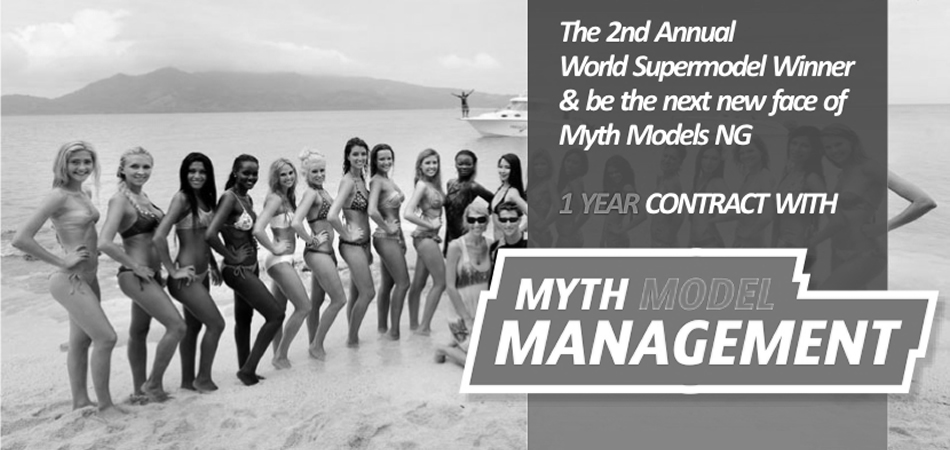 The 2nd Annual
World Supermodel Winner
& be the next new face of
Myth Models NG
1 YEAR CONTRACT WITH
MYTH MODEL
MANAGEMENT